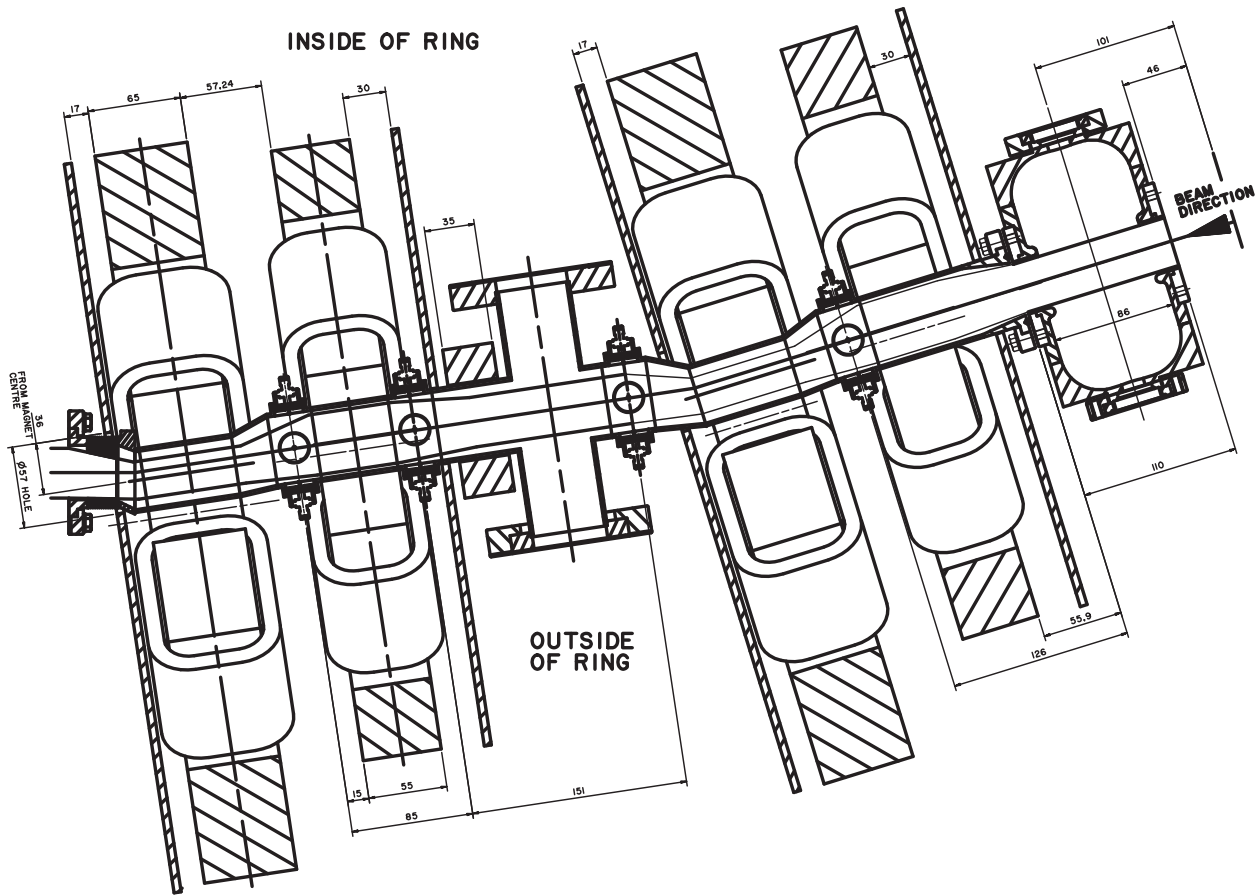 INSIDE OF RING
17
65
57,24
30
17
30
101
46
35
BEAM
DIRECTION
86
36
FROM MAGNET
CENTRE
Ø57 HOLE
110
OUTSIDE
OF RING
55,9
126
15
55
151
85